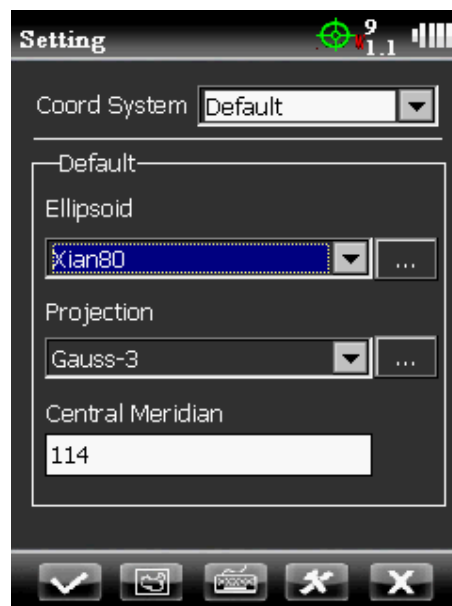 Setting 9
1.1
Coord System Default
Default
Ellipsoid
Xian80 ...
Projection
Gauss-3 ...
Central Meridian
114